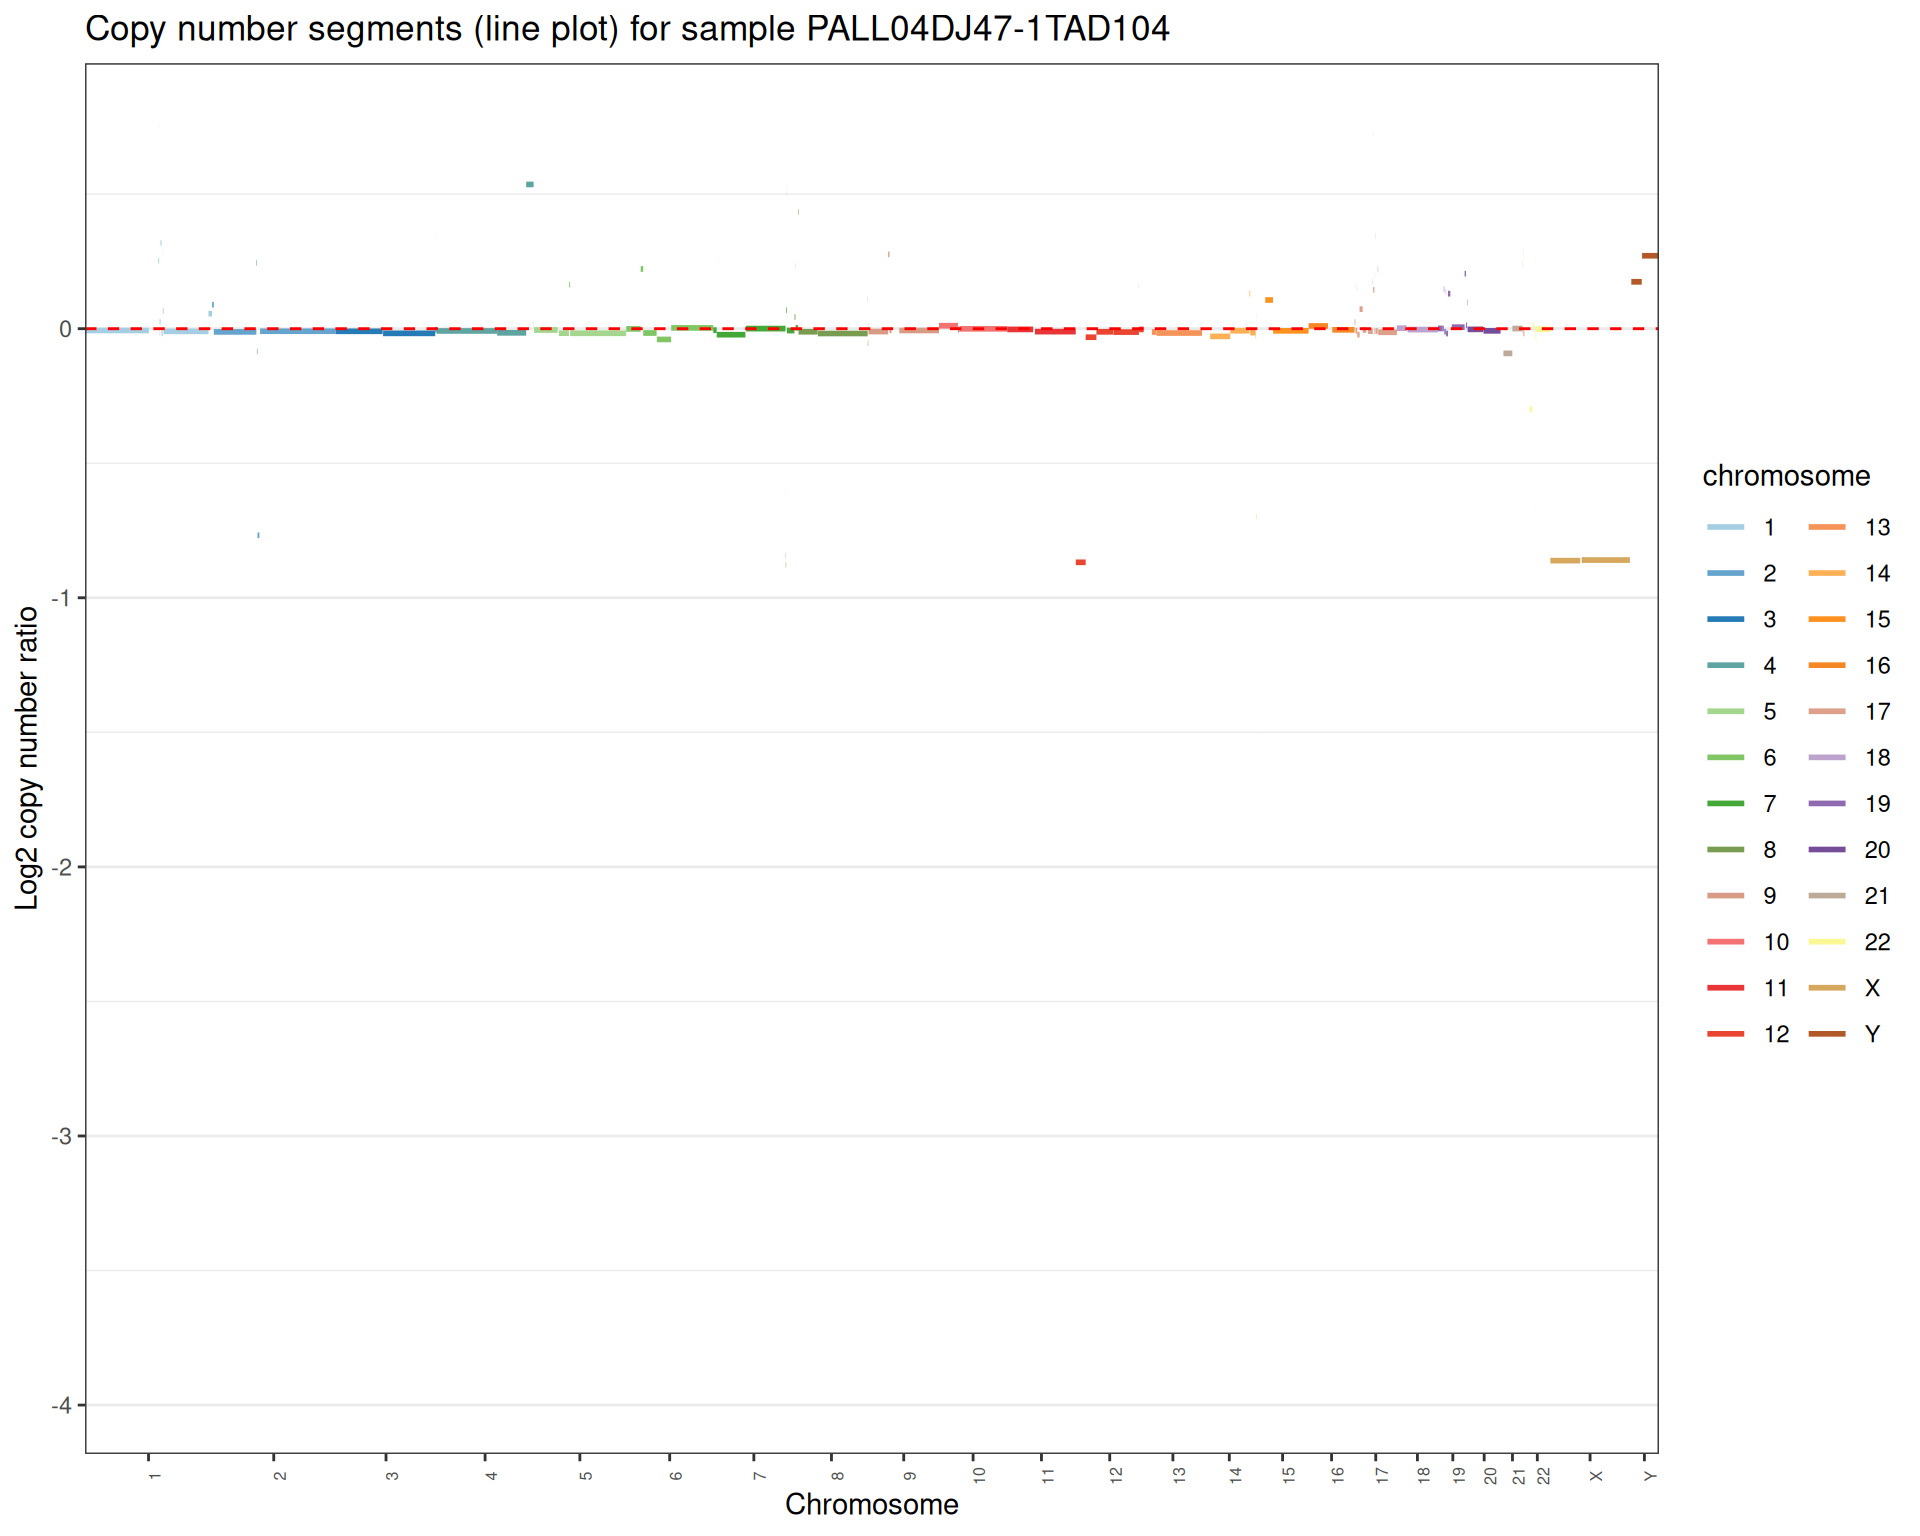 Copy number segments (line plot) for sample PALL04DJ47-1TAD104
Log2 copy number ratio
0
-1
-2
-3
-4
1 2 3 4 5 6 7 8 9 10 11 12 13 14 15 16 17 18 19 20 21 22 X Y
Chromosome
chromosome
1 13
2 14
3 15
4 16
5 17
6 18
7 19
8 20
9 21
10 22
11 X
12 Y